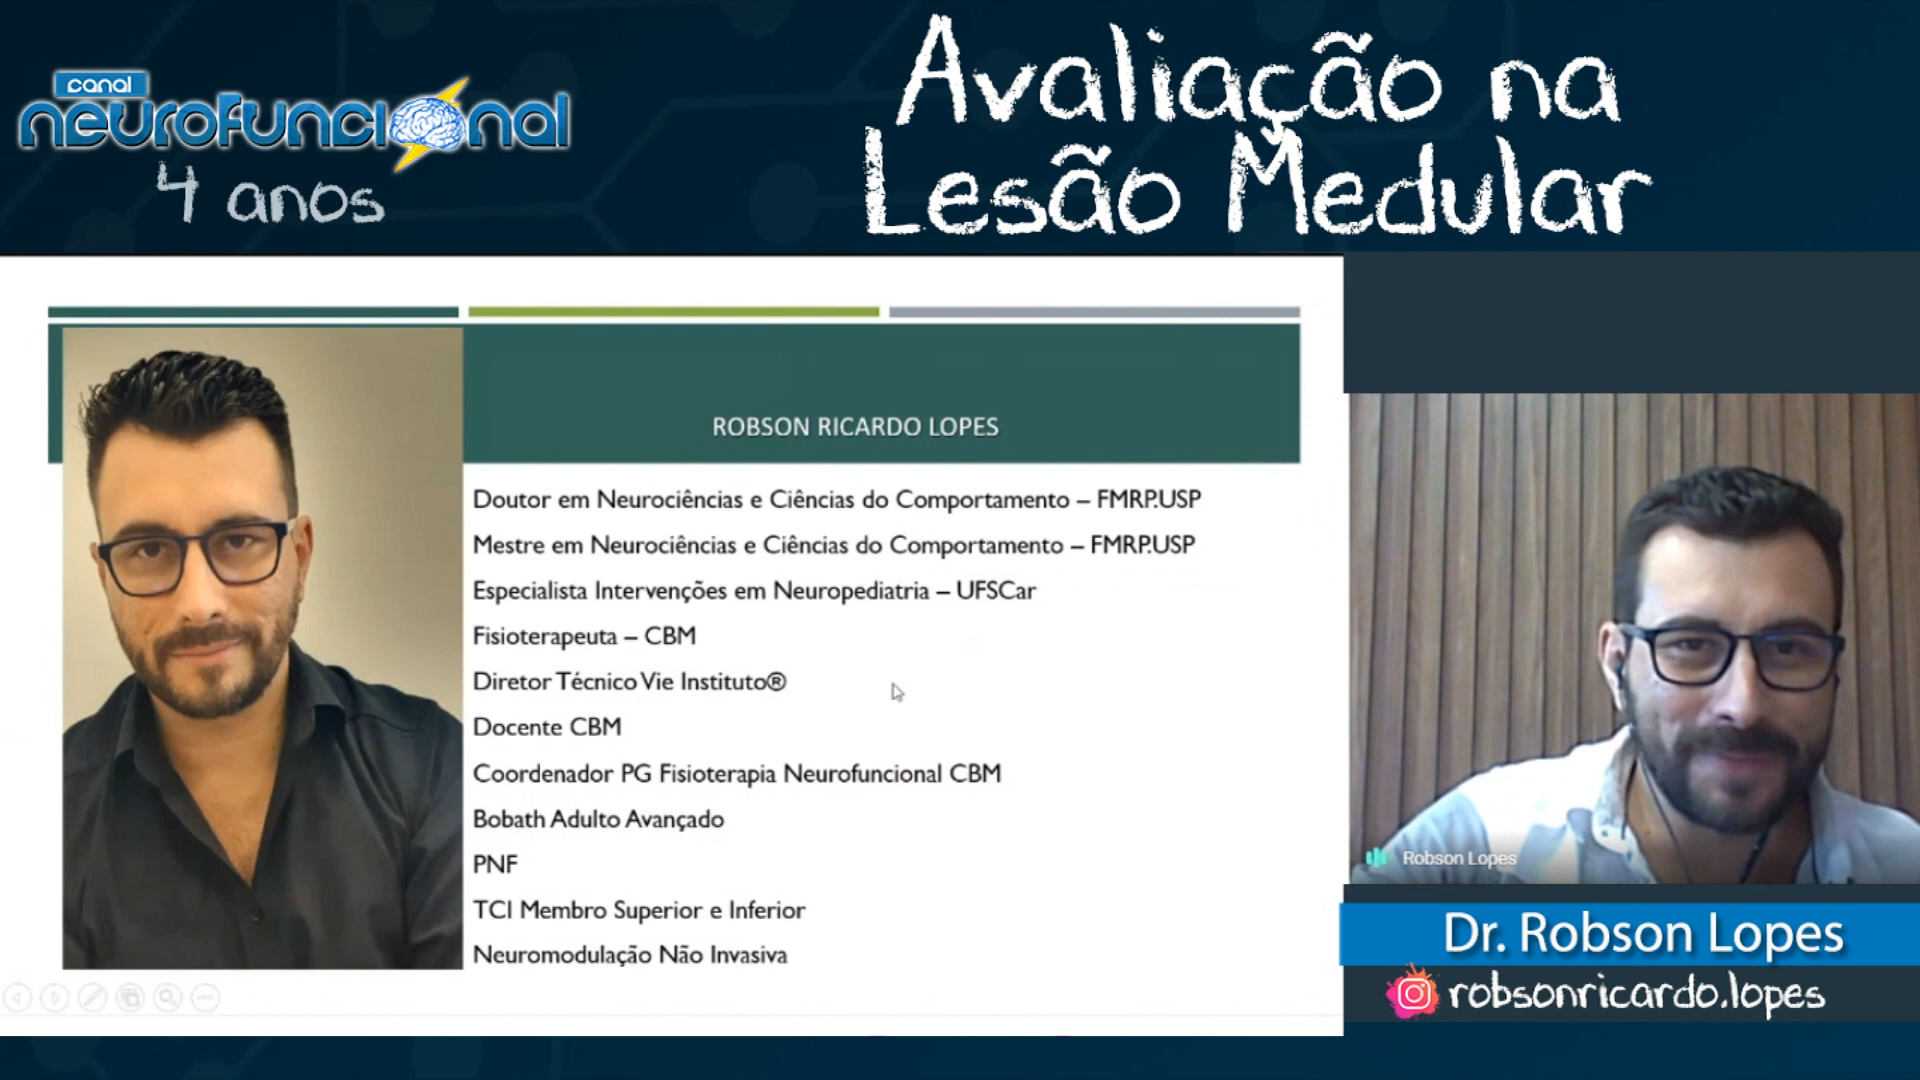 canal
neurofuncional
4 anos
Avaliação na
Lesão Medular
ROBSON RICARDO LOPES
Doutor em Neurociências e Ciências do Comportamento – FMRP.USP
Mestre em Neurociências e Ciências do Comportamento – FMRP.USP
Especialista Intervenções em Neuropediatria – UFSCar
Fisioterapeuta – CBM
Diretor Técnico Vie Instituto®
Docente CBM
Coordenador PG Fisioterapia Neurofuncional CBM
Bobath Adulto Avançado
PNF
TCI Membro Superior e Inferior
Neuromodulação Não Invasiva
Robson Lopes
Dr. Robson Lopes
robsonricardo.lopes